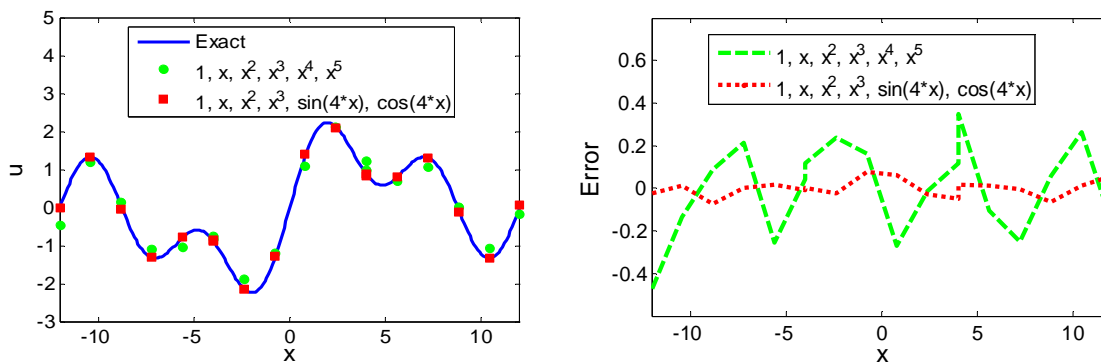 5
4
3
2
1
0
-1
-2
-3
u
-10 -5 0 5 10
x
Exact
1, x, x², x³, x⁴, x⁵
1, x, x², x³, sin(4*x), cos(4*x)
0.6
0.4
0.2
0
-0.2
-0.4
Error
-10 -5 0 5 10
x
1, x, x², x³, x⁴, x⁵
1, x, x², x³, sin(4*x), cos(4*x)